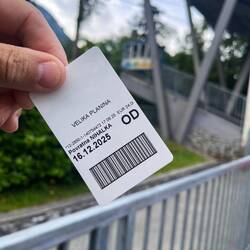 VELIKA PLANINA
OD
Povratna NIHALKA
16.12.2025